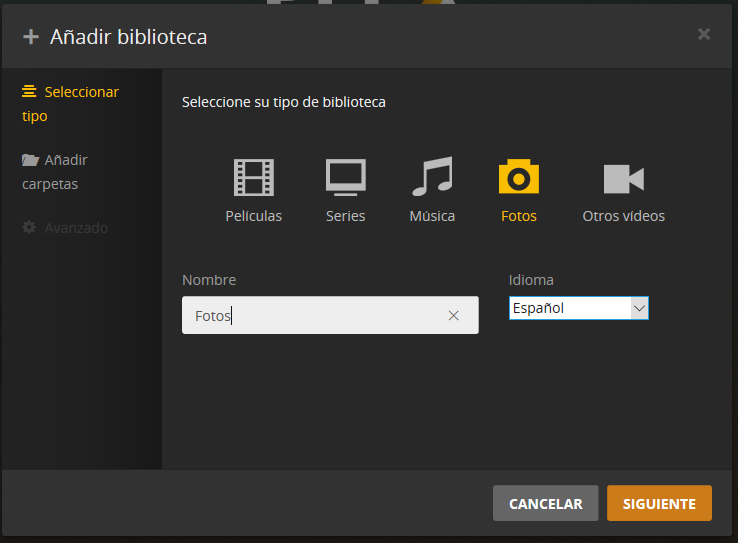 Añadir biblioteca
Seleccionar
tipo
Añadir
carpetas
Avanzado
Seleccione su tipo de biblioteca
Películas
Series
Música
Fotos
Otros vídeos
Nombre
Idioma
Fotos
Español
CANCELAR
SIGUIENTE